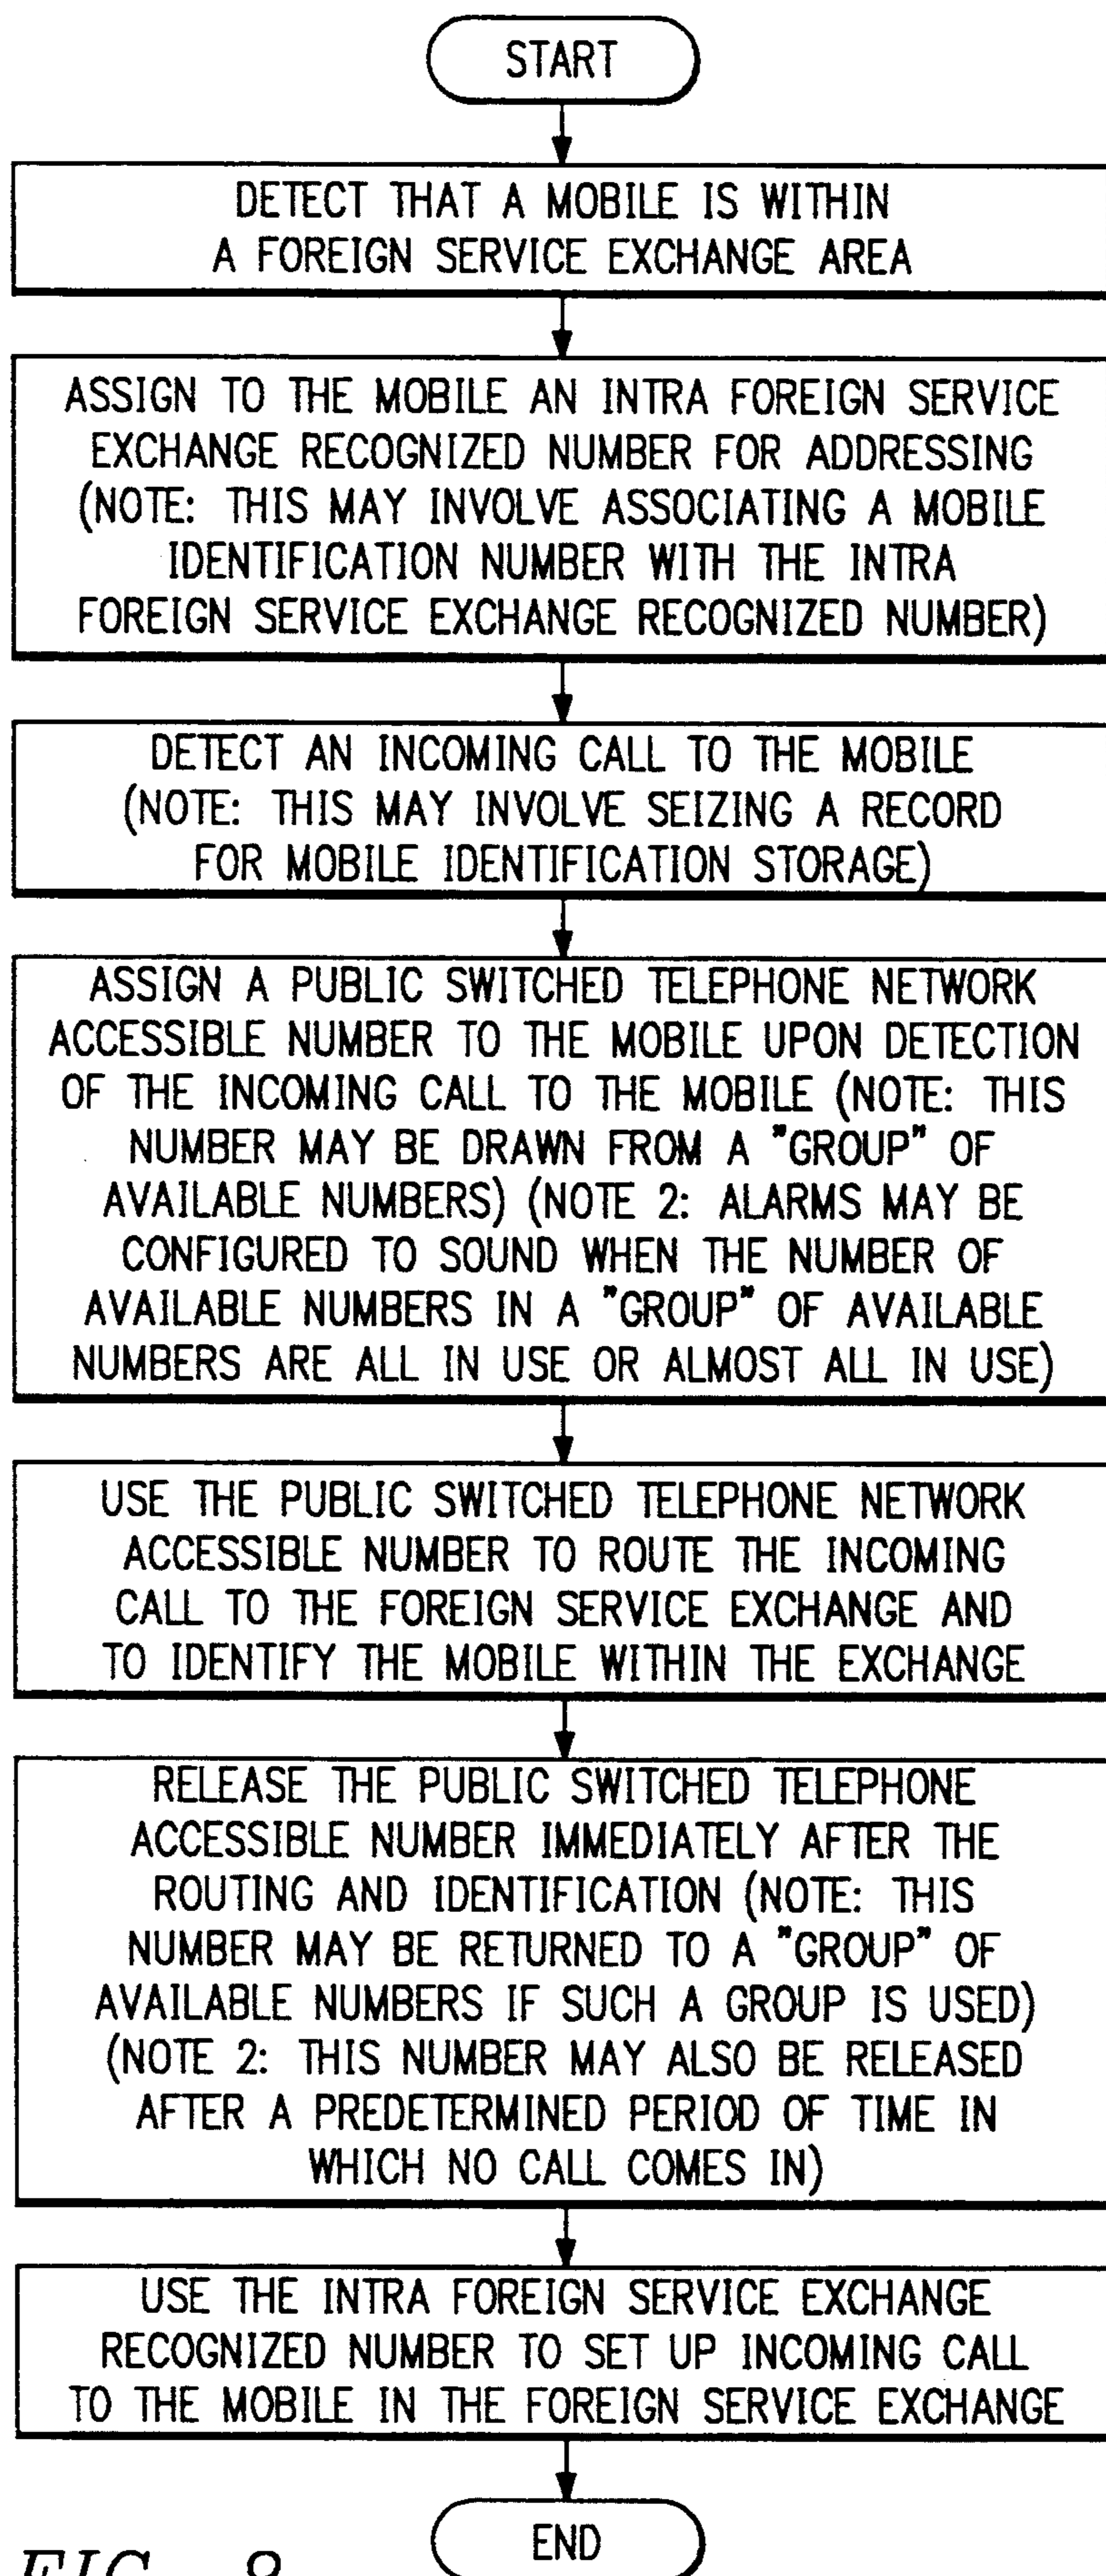 START
DETECT THAT A MOBILE IS WITHIN
A FOREIGN SERVICE EXCHANGE AREA
ASSIGN TO THE MOBILE AN INTRA FOREIGN SERVICE
EXCHANGE RECOGNIZED NUMBER FOR ADDRESSING
(NOTE: THIS MAY INVOLVE ASSOCIATING A MOBILE
IDENTIFICATION NUMBER WITH THE INTRA
FOREIGN SERVICE EXCHANGE RECOGNIZED NUMBER)
DETECT AN INCOMING CALL TO THE MOBILE
(NOTE: THIS MAY INVOLVE SEIZING A RECORD
FOR MOBILE IDENTIFICATION STORAGE)
ASSIGN A PUBLIC SWITCHED TELEPHONE NETWORK
ACCESSIBLE NUMBER TO THE MOBILE UPON DETECTION
OF THE INCOMING CALL TO THE MOBILE (NOTE: THIS
NUMBER MAY BE DRAWN FROM A "GROUP" OF
AVAILABLE NUMBERS) (NOTE 2: ALARMS MAY BE
CONFIGURED TO SOUND WHEN THE NUMBER OF
AVAILABLE NUMBERS IN A "GROUP" OF AVAILABLE
NUMBERS ARE ALL IN USE OR ALMOST ALL IN USE)
USE THE PUBLIC SWITCHED TELEPHONE NETWORK
ACCESSIBLE NUMBER TO ROUTE THE INCOMING
CALL TO THE FOREIGN SERVICE EXCHANGE AND
TO IDENTIFY THE MOBILE WITHIN THE EXCHANGE
RELEASE THE PUBLIC SWITCHED TELEPHONE
ACCESSIBLE NUMBER IMMEDIATELY AFTER THE
ROUTING AND IDENTIFICATION (NOTE: THIS
NUMBER MAY BE RETURNED TO A "GROUP" OF
AVAILABLE NUMBERS IF SUCH A GROUP IS USED)
(NOTE 2: THIS NUMBER MAY ALSO BE RELEASED
AFTER A PREDETERMINED PERIOD OF TIME IN
WHICH NO CALL COMES IN)
USE THE INTRA FOREIGN SERVICE EXCHANGE
RECOGNIZED NUMBER TO SET UP INCOMING CALL
TO THE MOBILE IN THE FOREIGN SERVICE EXCHANGE
END
FIG.